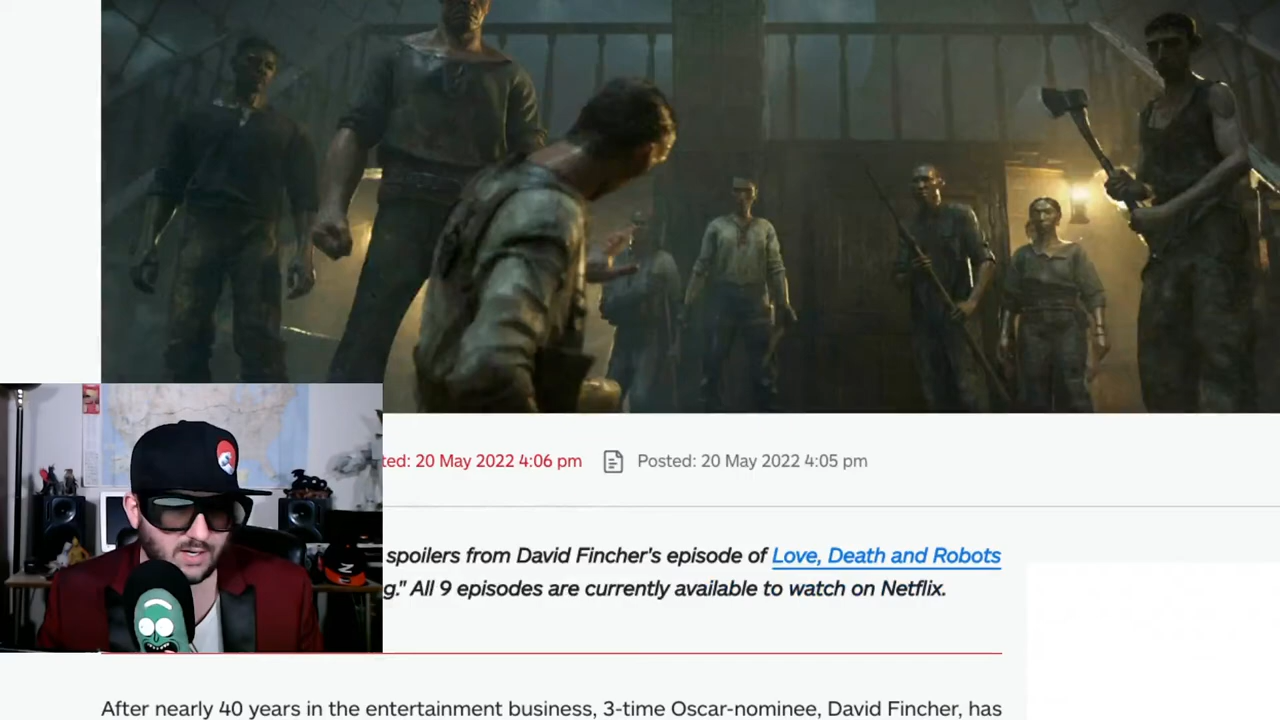 ted: 20 May 2022 4:06 pm Posted: 20 May 2022 4:05 pm
spoilers from David Fincher's episode of Love, Death and Robots
g." All 9 episodes are currently available to watch on Netflix.
After nearly 40 years in the entertainment business, 3-time Oscar-nominee, David Fincher, has